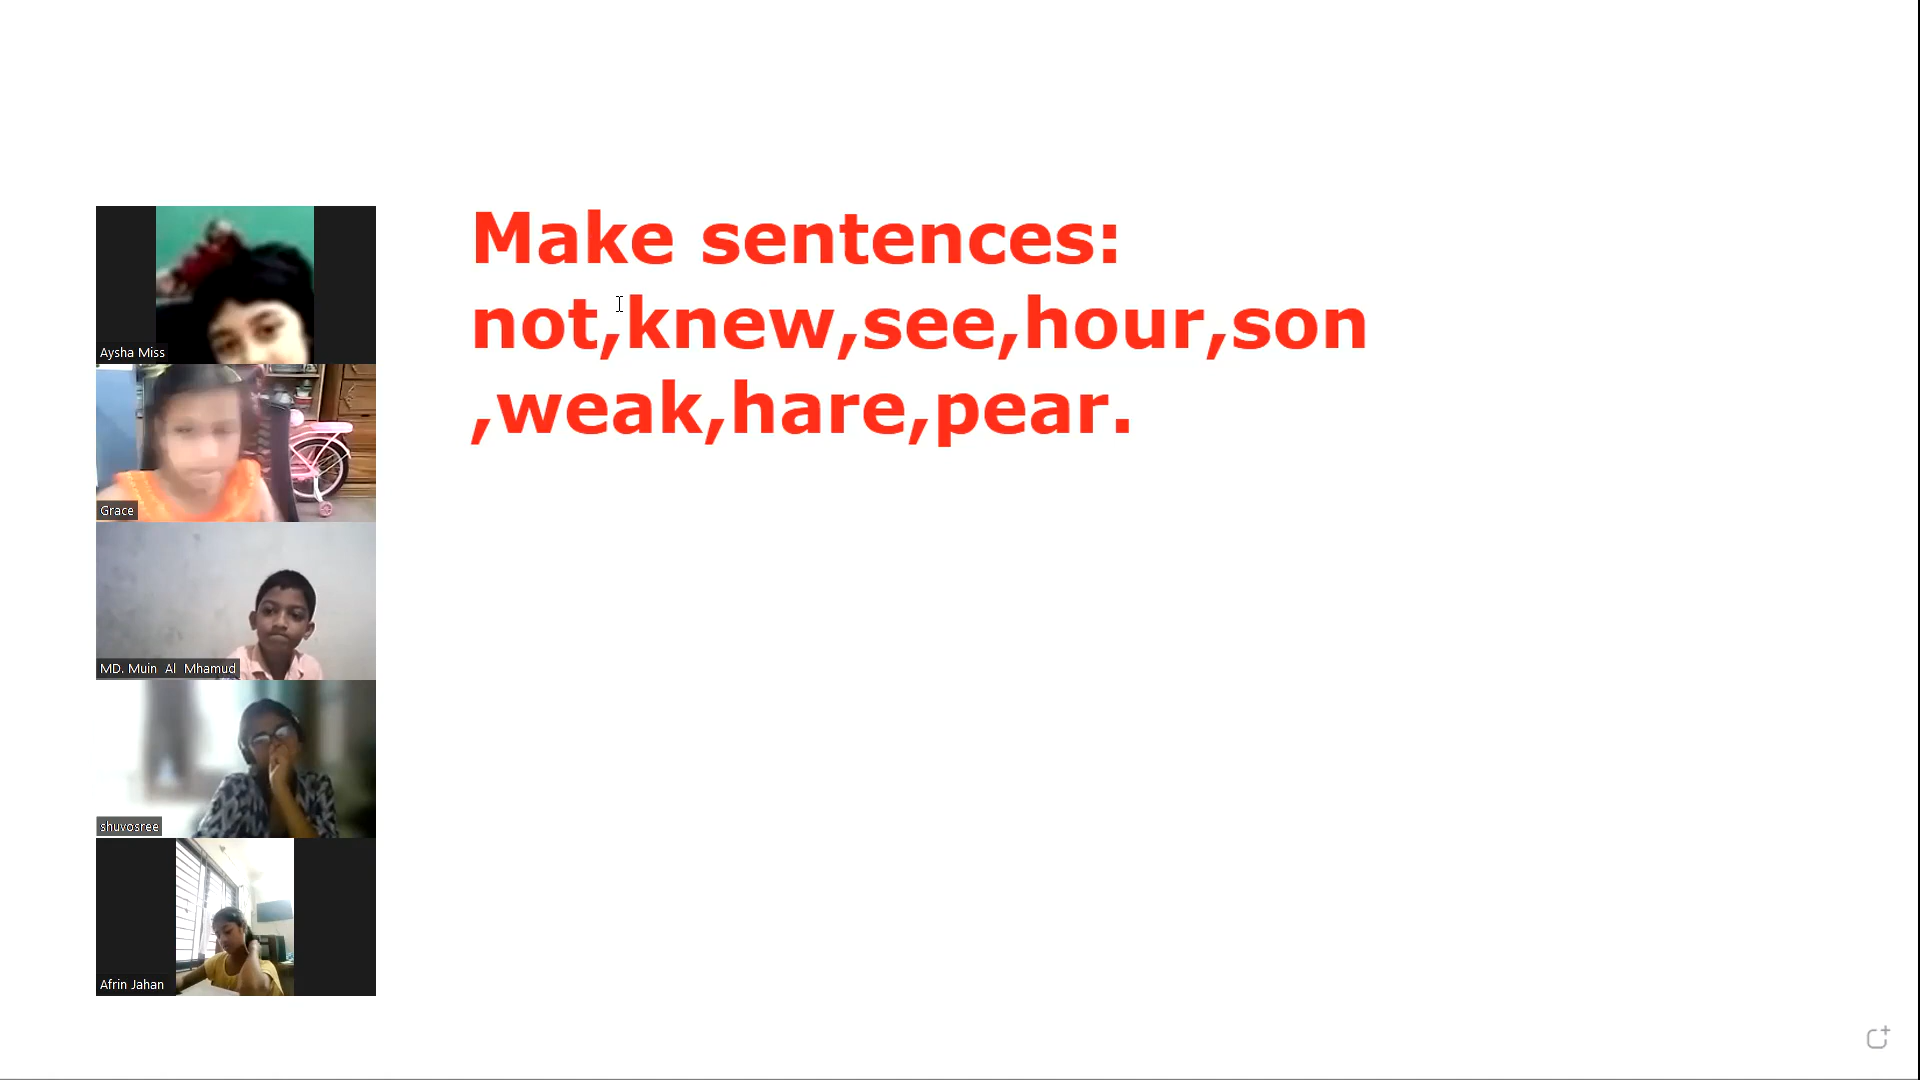 Make sentences:
not,knew,see,hour,son
,weak,hare,pear.
Aysha Miss
Grace
MD. Muin Al Mhamud
shuvosree
Afrin Jahan